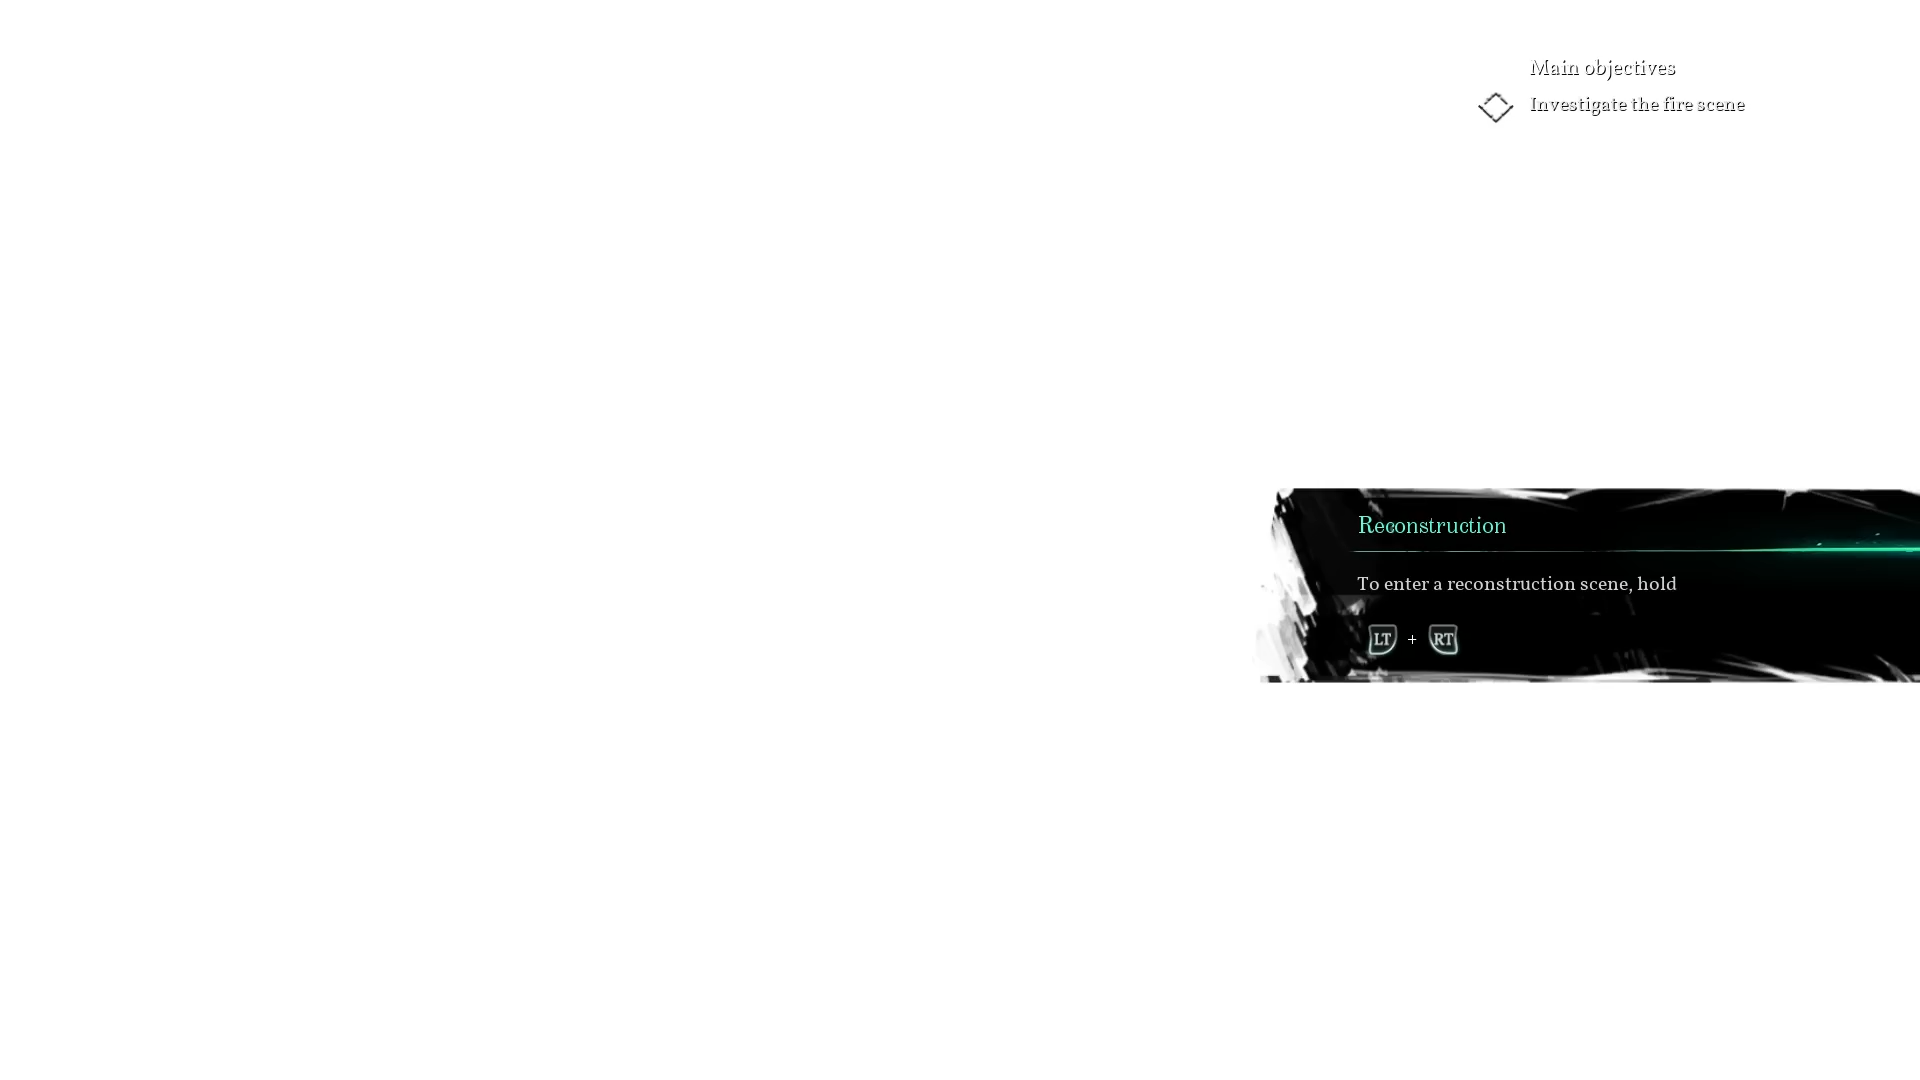 Main objectives
Investigate the fire scene
Reconstruction
To enter a reconstruction scene, hold
LT + RT